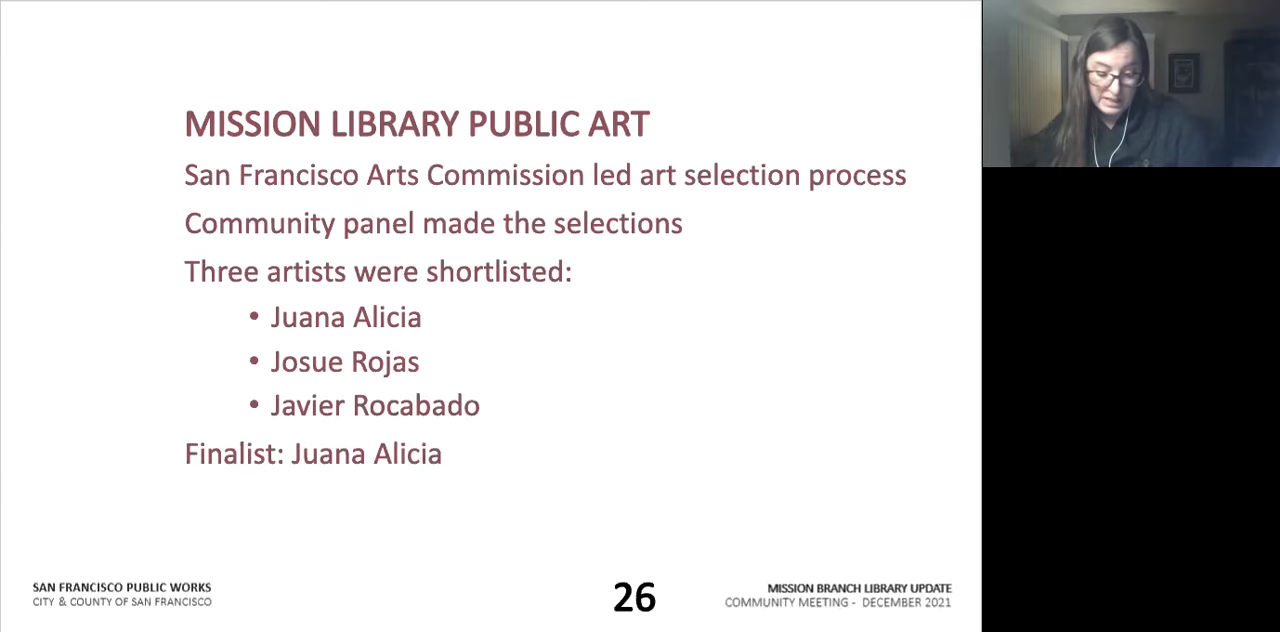 MISSION LIBRARY PUBLIC ART
San Francisco Arts Commission led art selection process
Community panel made the selections
Three artists were shortlisted:
• Juana Alicia
• Josue Rojas
• Javier Rocabado
Finalist: Juana Alicia
SAN FRANCISCO PUBLIC WORKS
CITY & COUNTY OF SAN FRANCISCO
26
MISSION BRANCH LIBRARY UPDATE
COMMUNITY MEETING - DECEMBER 2021